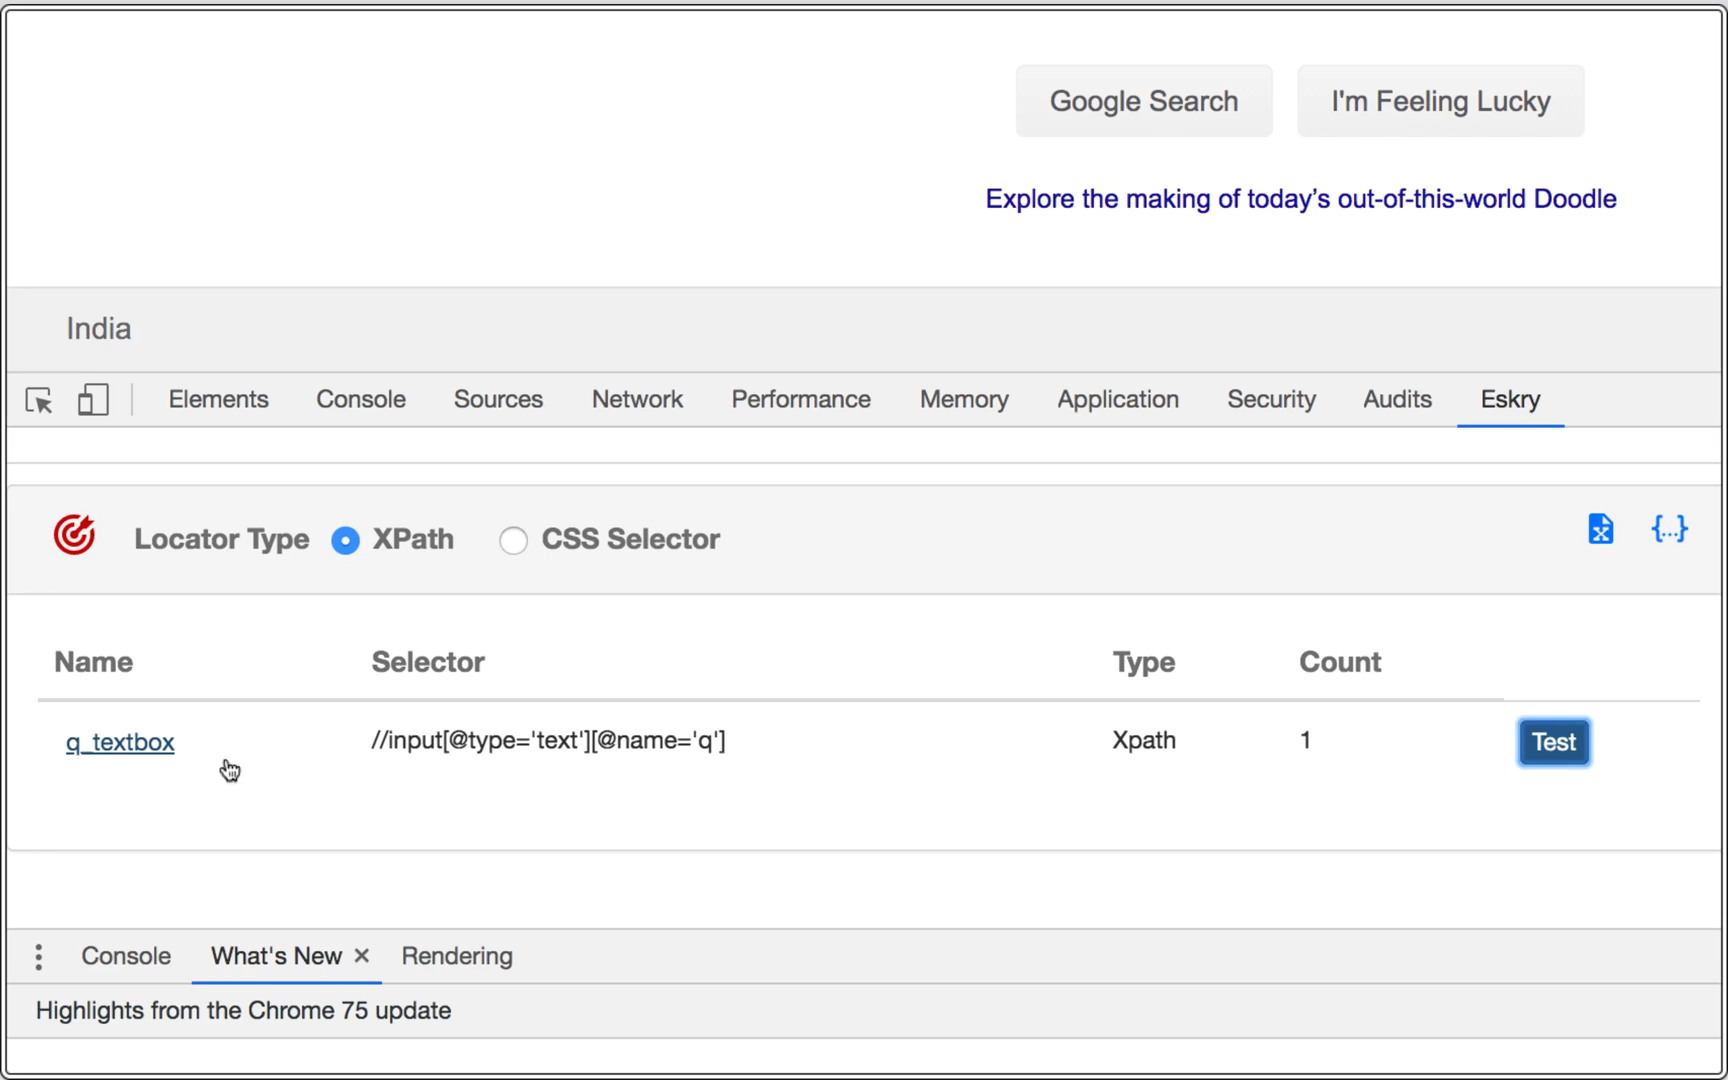 Google Search I'm Feeling Lucky
Explore the making of today’s out-of-this-world Doodle
India
Elements Console Sources Network Performance Memory Application Security Audits Eskry
Locator Type XPath CSS Selector {...}
Name Selector Type Count
q_textbox //input[@type='text'][@name='q'] Xpath 1 Test
Console What's New × Rendering
Highlights from the Chrome 75 update